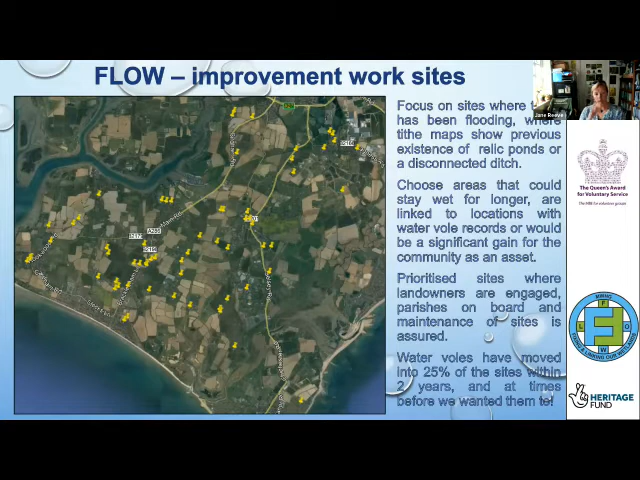 FLOW – improvement work sites
Focus on sites where
has been flooding, where
tithe maps show previous
existence of relic ponds or
a disconnected ditch.
Choose areas that could
stay wet for longer, are
linked to locations with
water vole records or would
be a significant gain for the
community as an asset.
Prioritised sites where
landowners are engaged,
parishes on board and
maintenance of sites is
assured.
Water voles have moved
into 25% of the sites within
2 years, and at times
before we wanted them to!
Jane Reeve
The Queen's Award
for Voluntary Service
The MBE for volunteer groups
F
L O
W
HERITAGE
FUND